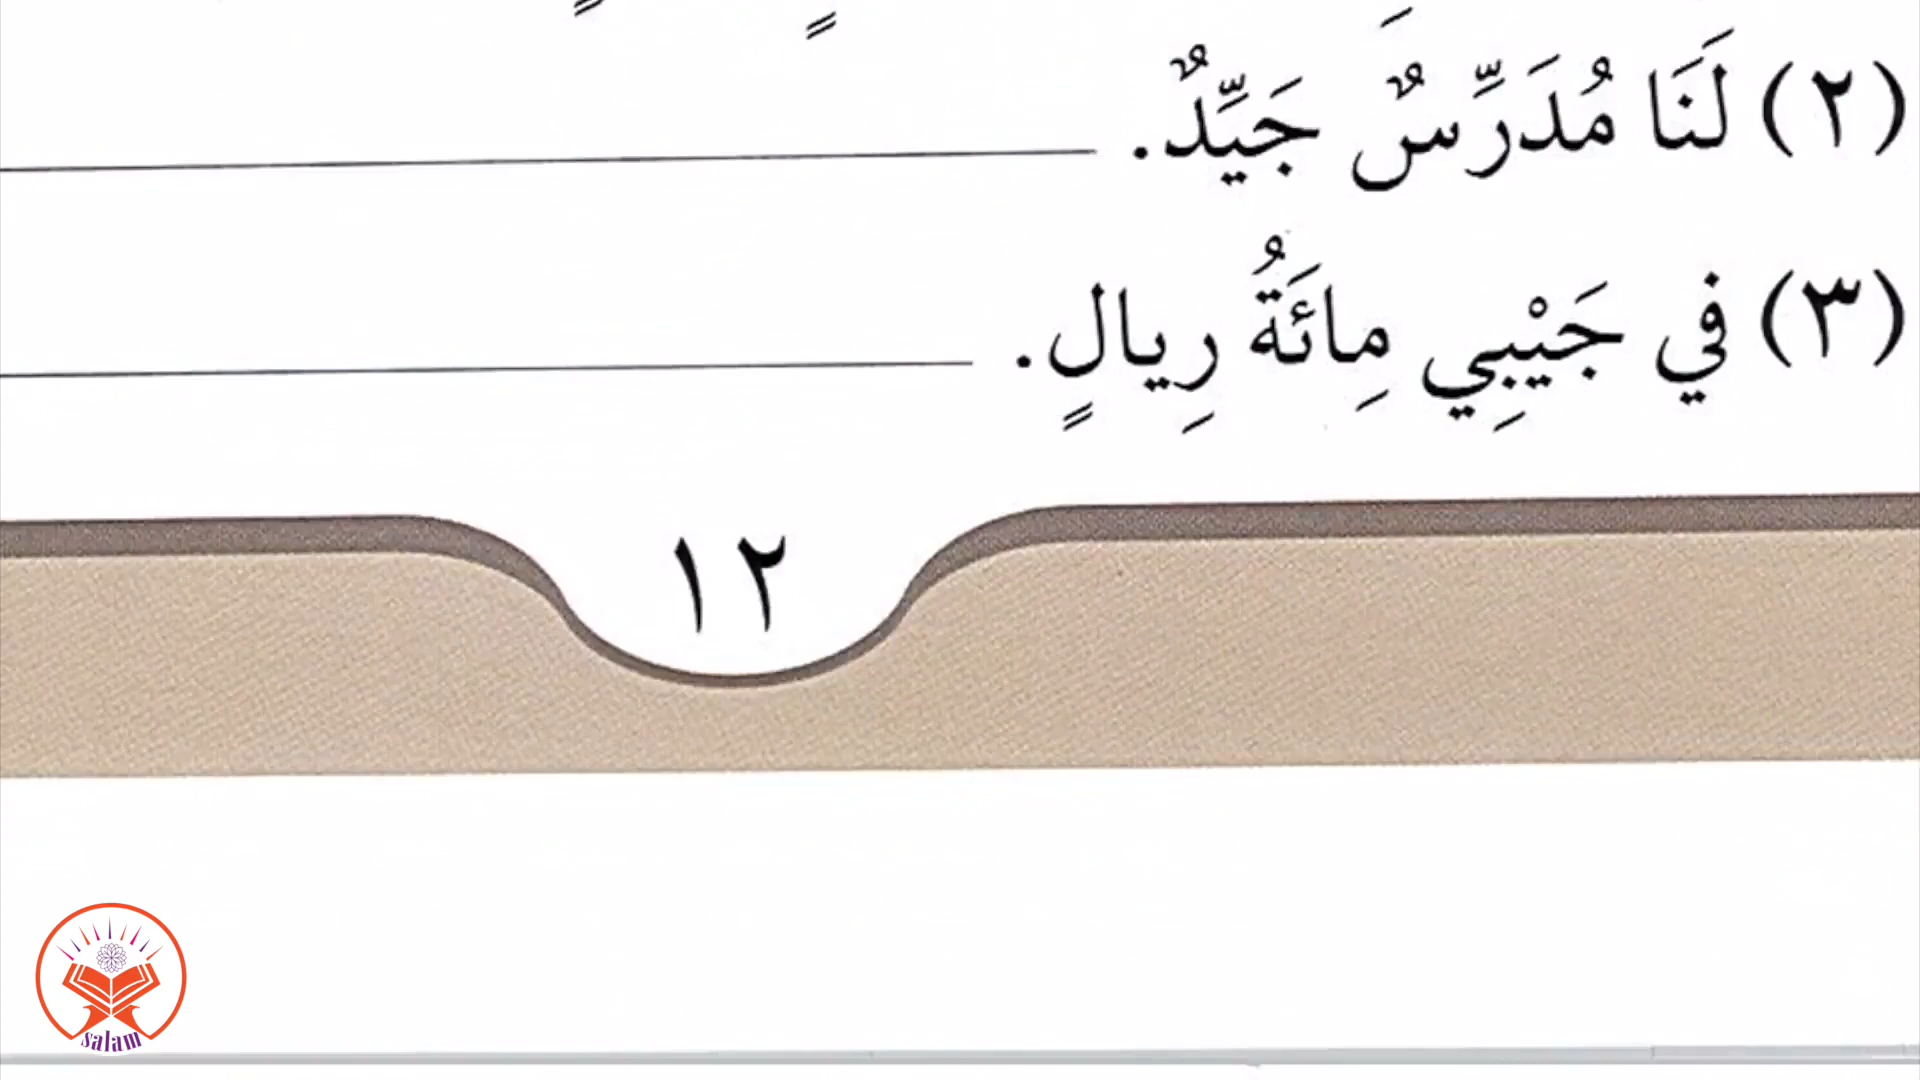 (٢) لَنَا مُدَرِّسٌ جَيِّدٌ.
(٣) فِي جَيْبِي مِائَةُ رِيالٍ.
١٢
salam